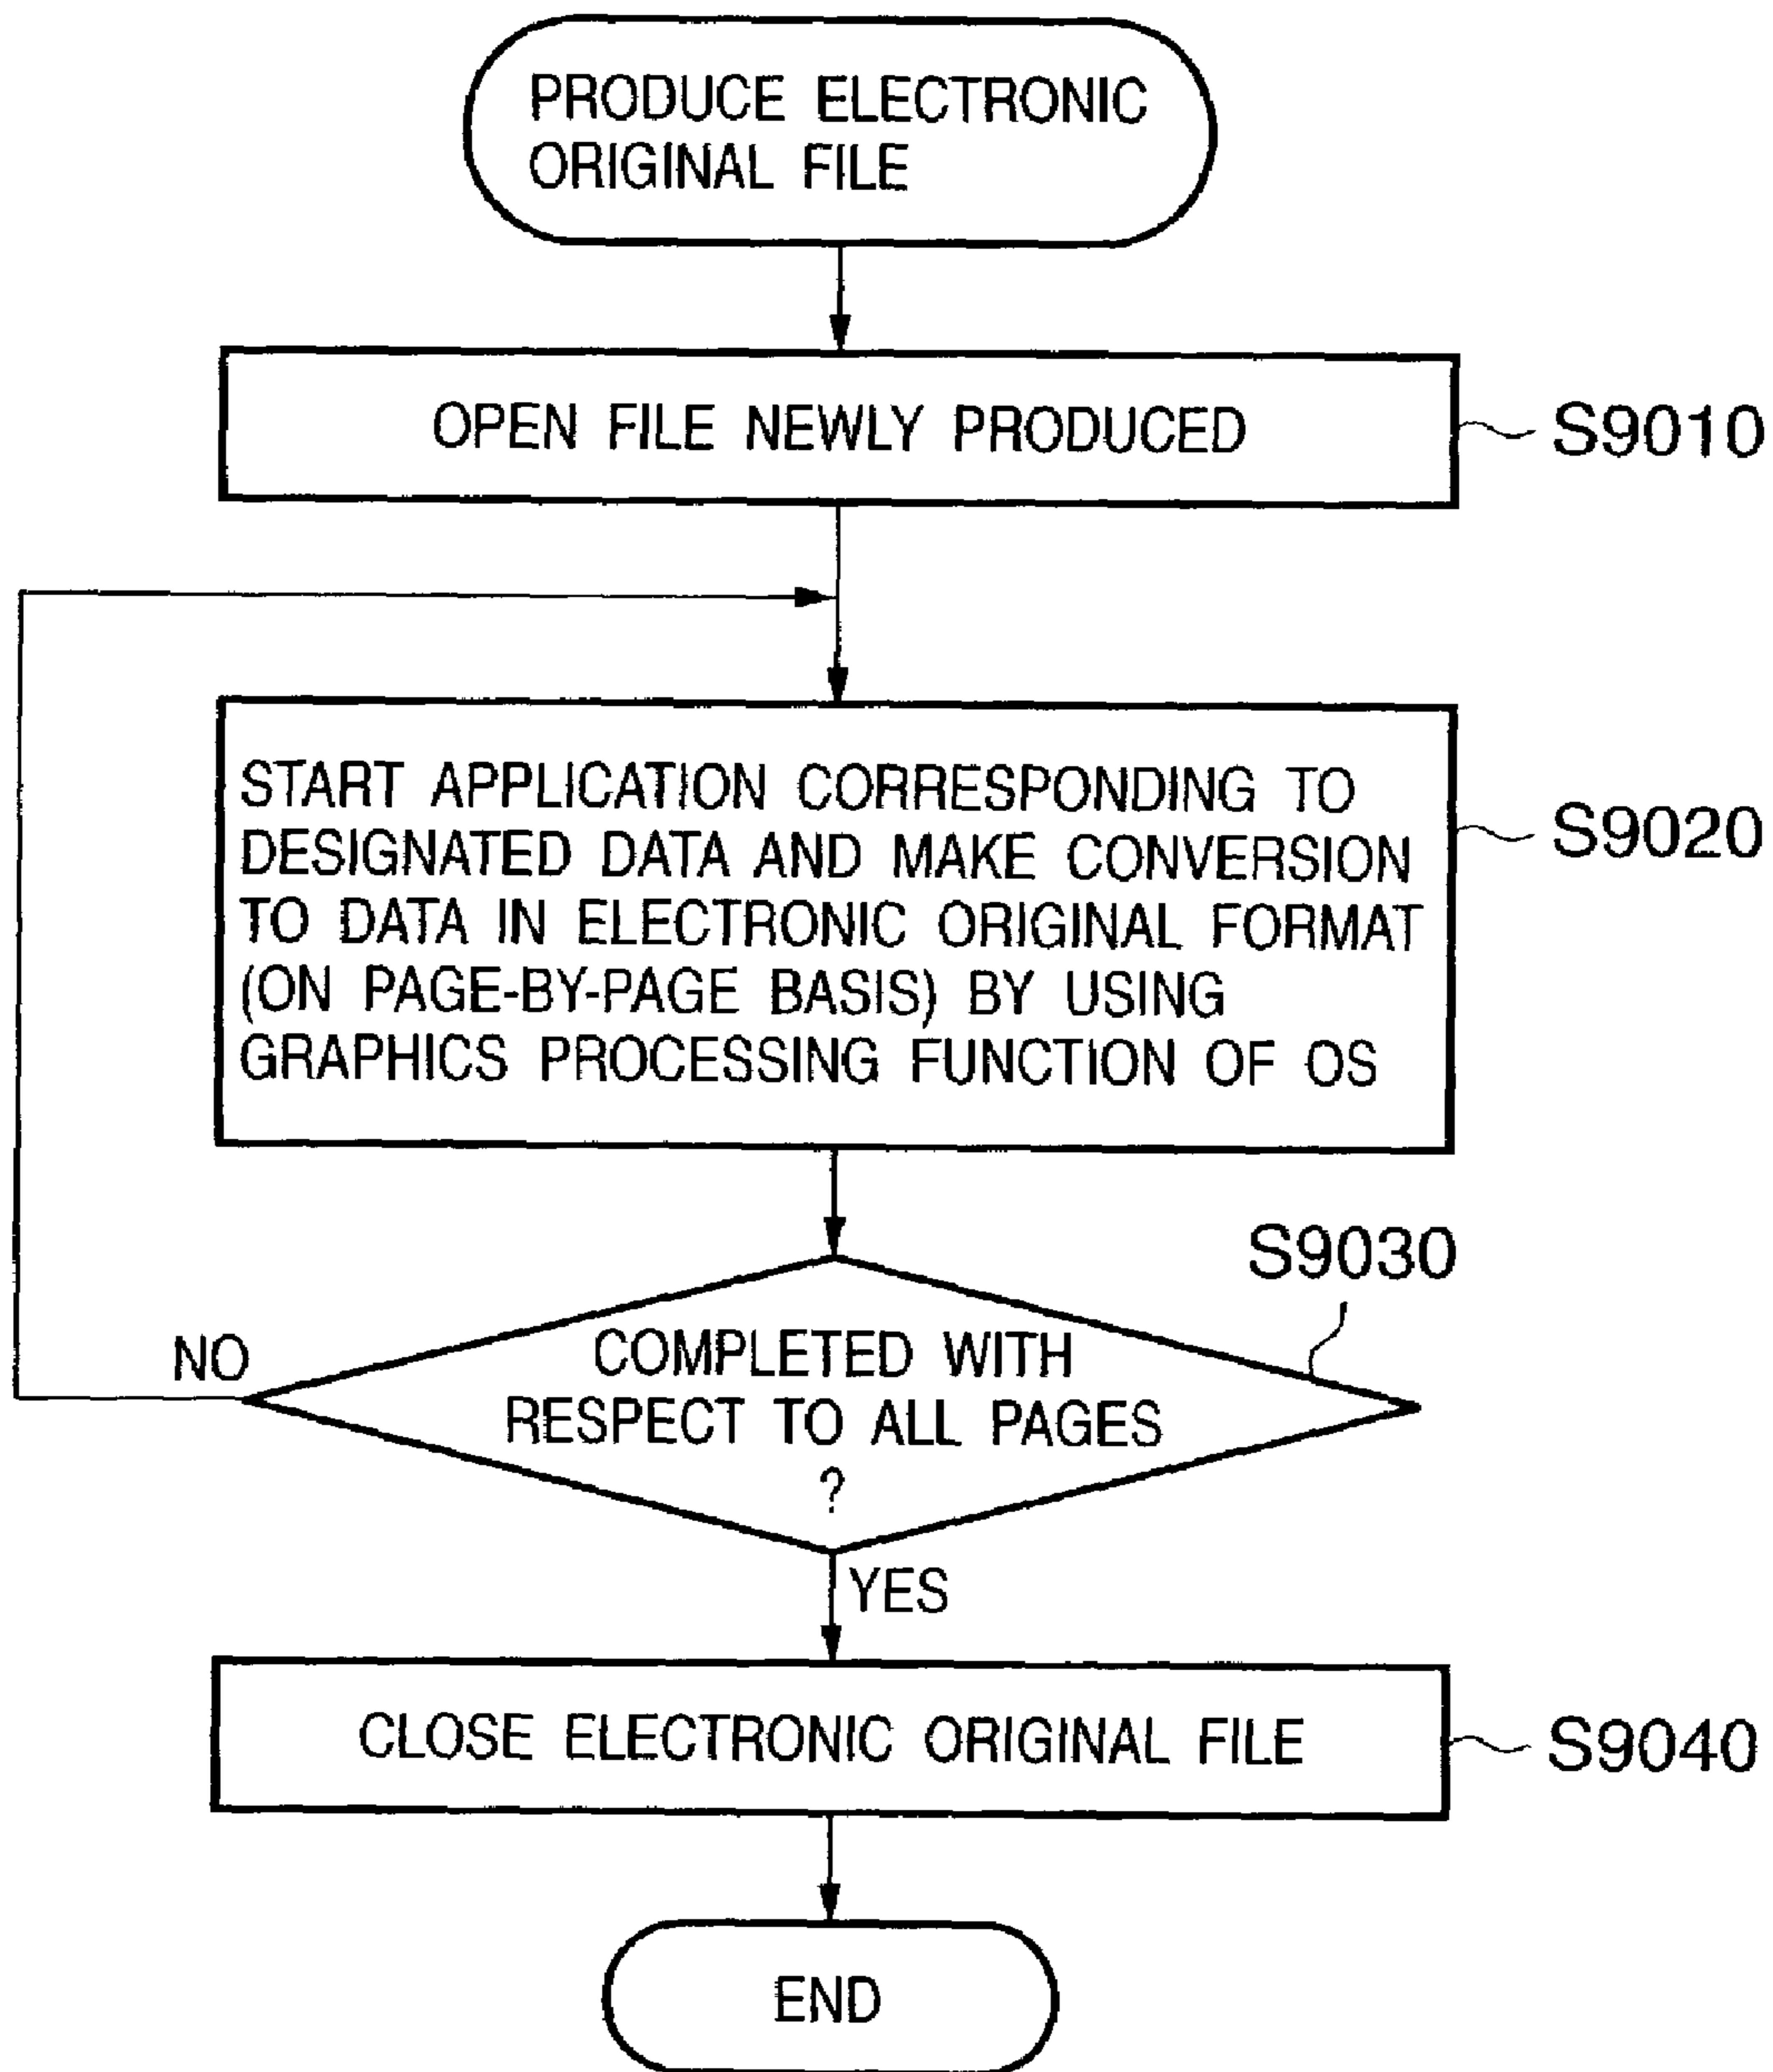 PRODUCE ELECTRONIC
ORIGINAL FILE
OPEN FILE NEWLY PRODUCED
S9010
START APPLICATION CORRESPONDING TO
DESIGNATED DATA AND MAKE CONVERSION
TO DATA IN ELECTRONIC ORIGINAL FORMAT
(ON PAGE-BY-PAGE BASIS) BY USING
GRAPHICS PROCESSING FUNCTION OF OS
S9020
S9030
COMPLETED WITH
RESPECT TO ALL PAGES
?
NO
YES
CLOSE ELECTRONIC ORIGINAL FILE
S9040
END